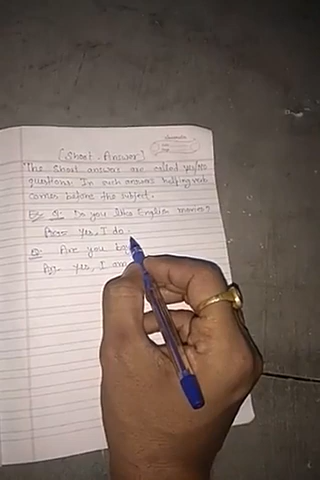 [Short-Answer]
"The Short answers are called yes/no
questions. In such answers helping verb
comes before the subject.
Ex:- Q:- Do you like English movies?
Ans:- Yes, I do.
Q:- Are you
A:- Yes, I am